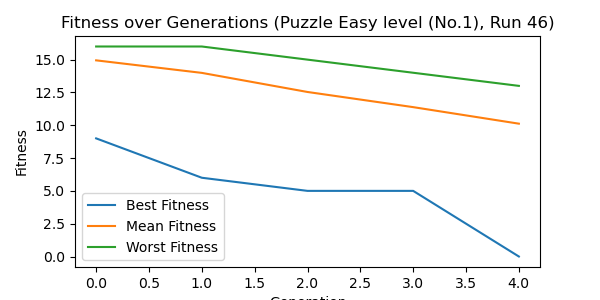 Fitness over Generations (Puzzle Easy level (No.1), Run 46)
Fitness
15.0
12.5
10.0
7.5
5.0
2.5
0.0
Best Fitness
Mean Fitness
Worst Fitness
0.0 0.5 1.0 1.5 2.0 2.5 3.0 3.5 4.0
Generation